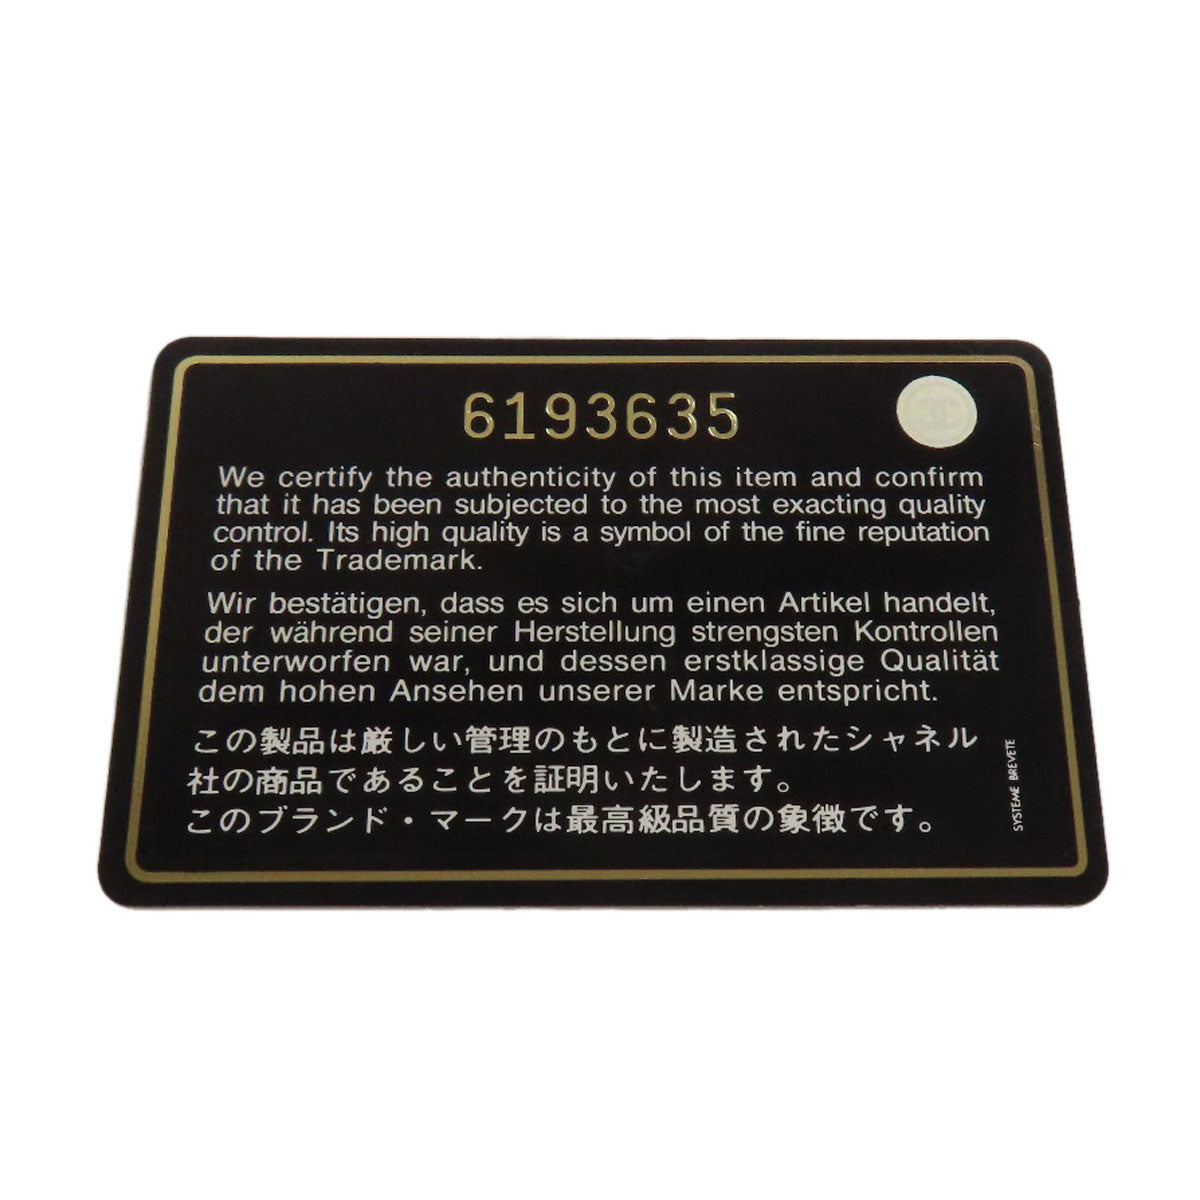 6193635
We certify the authenticity of this item and confirm
that it has been subjected to the most exacting quality
control. Its high quality is a symbol of the fine reputation
of the Trademark.
Wir bestätigen, dass es sich um einen Artikel handelt,
der während seiner Herstellung strengsten Kontrollen
unterworfen war, und dessen erstklassige Qualität
dem hohen Ansehen unserer Marke entspricht.
この製品は厳しい管理のもとに製造されたシャネル
社の商品であることを証明いたします。
このブランド・マークは最高級品質の象徴です。
SYSTEME BREVETE